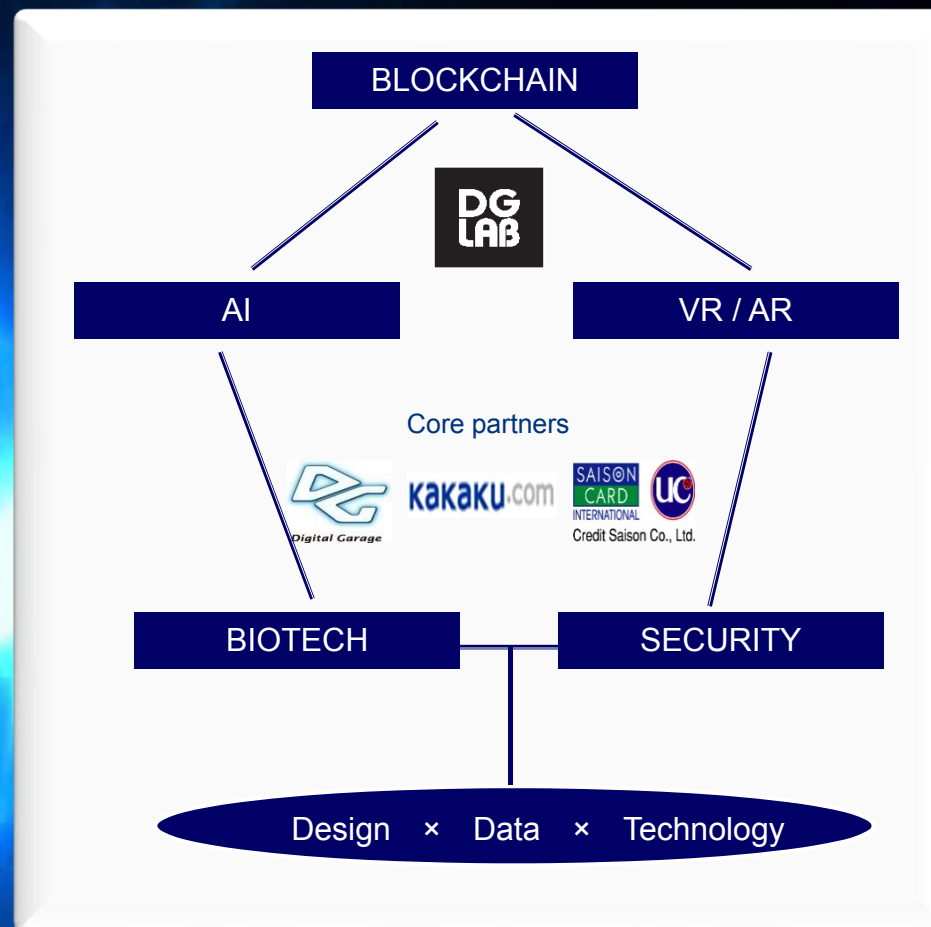 BLOCKCHAIN
DG
LAB
AI
VR / AR
Core partners
Digital Garage
Kakaku.com
SAISON
CARD
INTERNATIONAL
UC
Credit Saison Co., Ltd.
BIOTECH
SECURITY
Design × Data × Technology